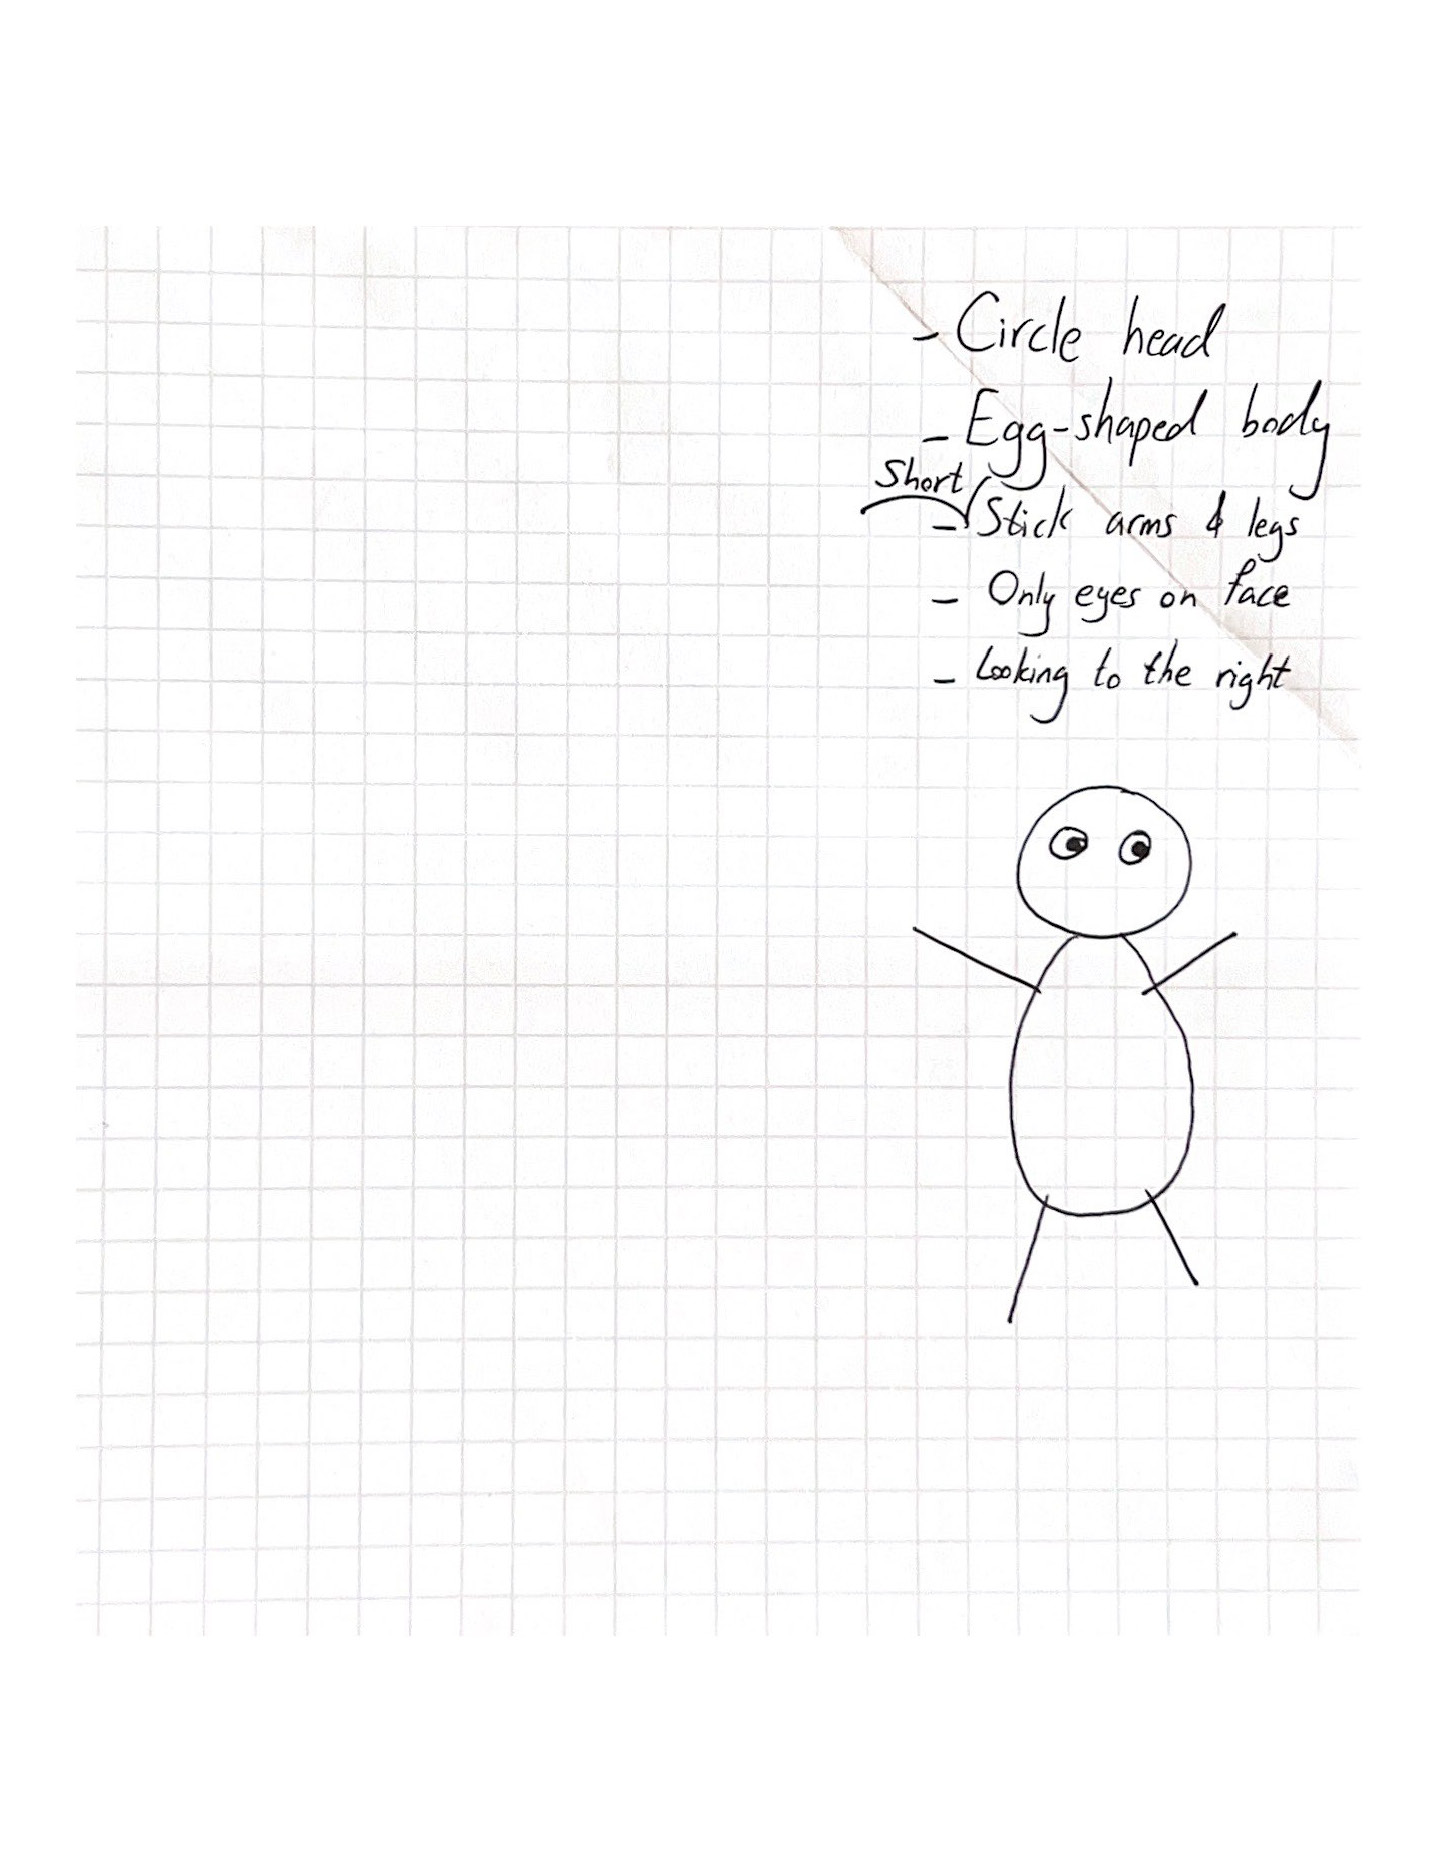 - Circle head
- Egg-shaped body
Short
- Stick arms & legs
- Only eyes on face
- Looking to the right